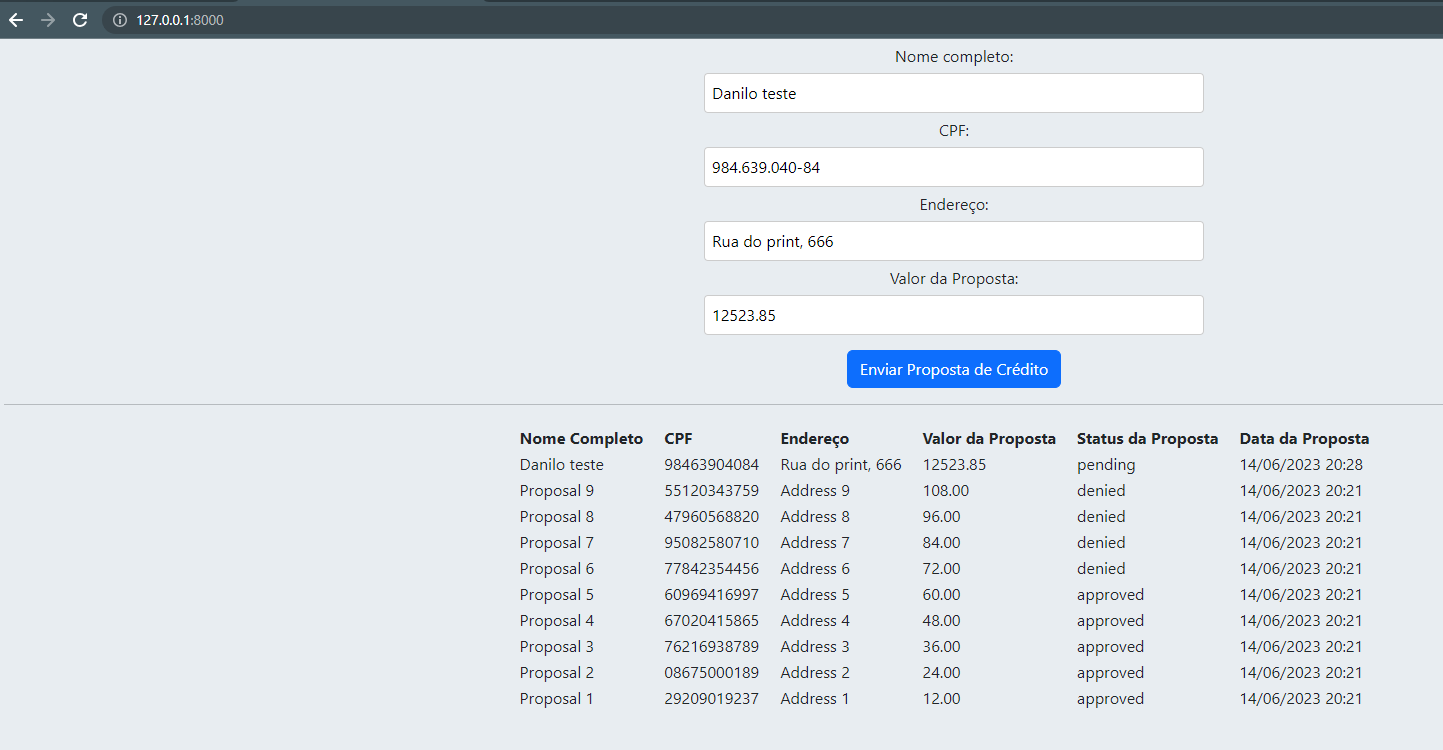 127.0.0.1:8000
Nome completo:
Danilo teste
CPF:
984.639.040-84
Endereço:
Rua do print, 666
Valor da Proposta:
12523.85
Enviar Proposta de Crédito
Nome Completo CPF Endereço Valor da Proposta Status da Proposta Data da Proposta
Danilo teste 98463904084 Rua do print, 666 12523.85 pending 14/06/2023 20:28
Proposal 9 55120343759 Address 9 108.00 denied 14/06/2023 20:21
Proposal 8 47960568820 Address 8 96.00 denied 14/06/2023 20:21
Proposal 7 95082580710 Address 7 84.00 denied 14/06/2023 20:21
Proposal 6 77842354456 Address 6 72.00 denied 14/06/2023 20:21
Proposal 5 60969416997 Address 5 60.00 approved 14/06/2023 20:21
Proposal 4 67020415865 Address 4 48.00 approved 14/06/2023 20:21
Proposal 3 76216938789 Address 3 36.00 approved 14/06/2023 20:21
Proposal 2 08675000189 Address 2 24.00 approved 14/06/2023 20:21
Proposal 1 29209019237 Address 1 12.00 approved 14/06/2023 20:21